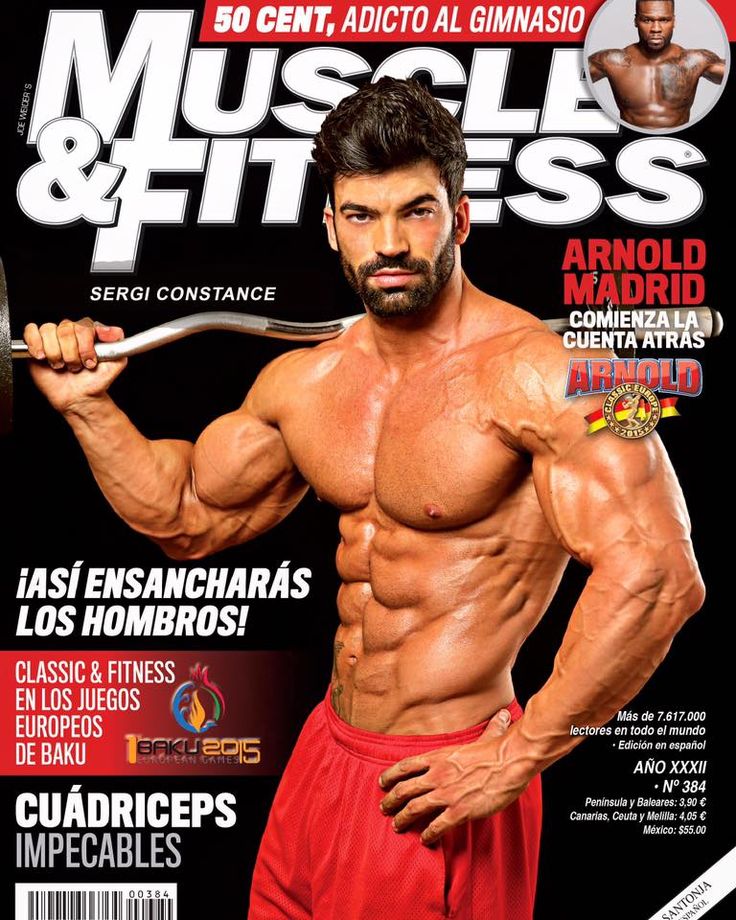 50 CENT, ADICTO AL GIMNASIO
JOE WEIDER'S
MUSCLE
&FITNESS®
SERGI CONSTANCE
ARNOLD
MADRID
COMIENZA LA
CUENTA ATRÁS
ARNOLD
CLASSIC EUROPE
2015
¡ASÍ ENSANCHARÁS
LOS HOMBROS!
CLASSIC & FITNESS
EN LOS JUEGOS
EUROPEOS
DE BAKU
1st BAKU 2015
EUROPEAN GAMES
CUÁDRICEPS
IMPECABLES
Más de 7.617.000
lectores en todo el mundo
• Edición en español
AÑO XXXII
• Nº 384
Península y Baleares: 3,90 €
Canarias, Ceuta y Melilla: 4,05 €
México: $55.00
00384
SANTONJA
ESPAÑOL